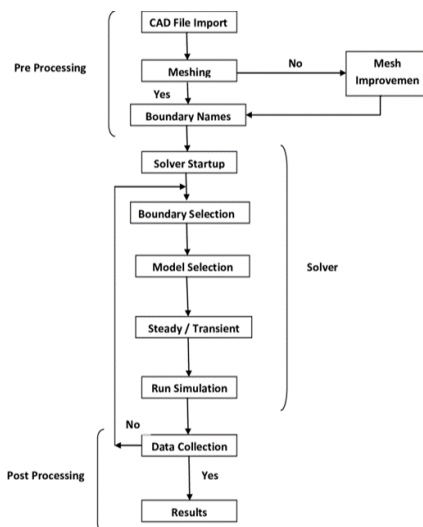 CAD File Import
Pre Processing
Meshing
No
Mesh
Improvemen
Yes
Boundary Names
Solver Startup
Boundary Selection
Model Selection
Solver
Steady / Transient
Run Simulation
No
Data Collection
Post Processing
Yes
Results